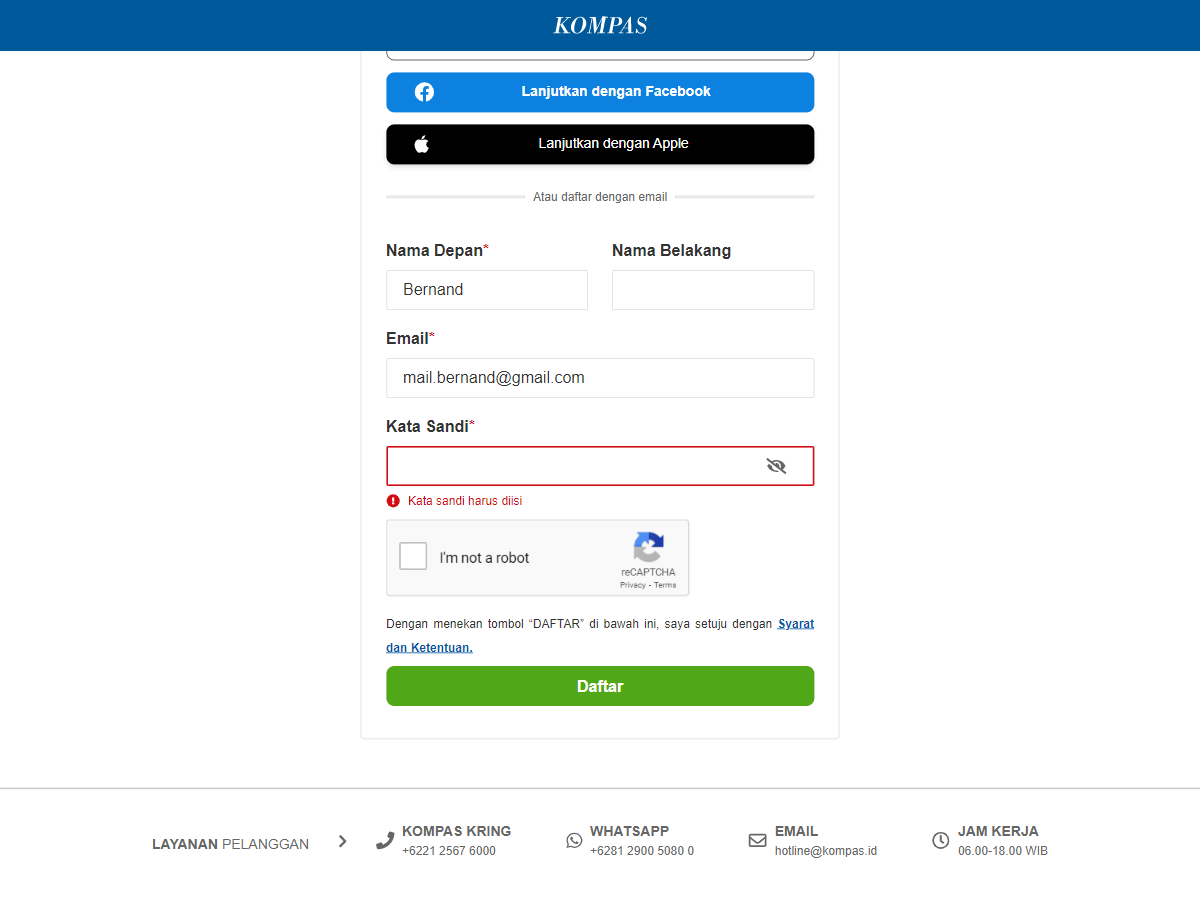 KOMPAS
Lanjutkan dengan Facebook
Lanjutkan dengan Apple
Atau daftar dengan email
Nama Depan*
Nama Belakang
Bernand
Email*
mail.bernand@gmail.com
Kata Sandi*
Kata sandi harus diisi
I'm not a robot
reCAPTCHA
Privacy - Terms
Dengan menekan tombol “DAFTAR” di bawah ini, saya setuju dengan Syarat
dan Ketentuan.
Daftar
LAYANAN PELANGGAN
KOMPAS KRING
+6221 2567 6000
WHATSAPP
+6281 2900 5080 0
EMAIL
hotline@kompas.id
JAM KERJA
06.00-18.00 WIB